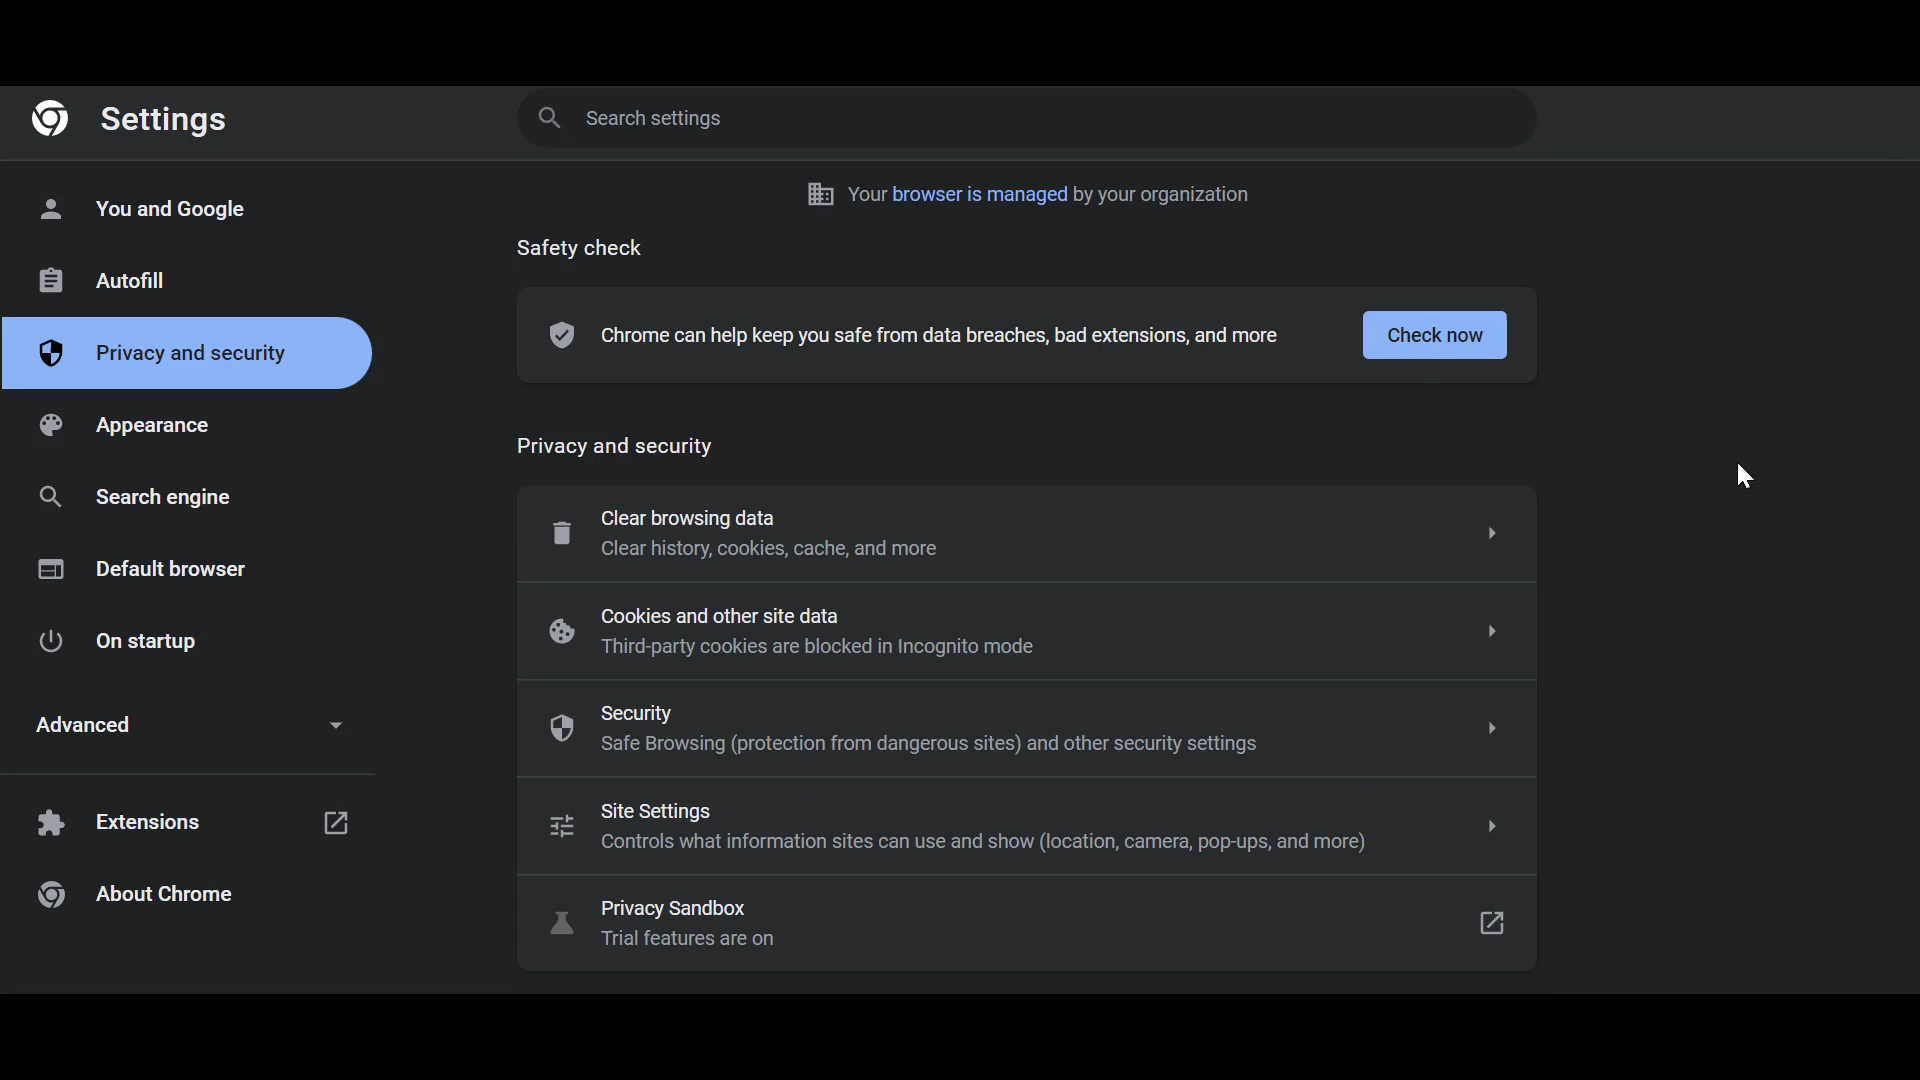 Settings
Search settings
You and Google
Autofill
Privacy and security
Appearance
Search engine
Default browser
On startup
Advanced
Extensions
About Chrome
Your browser is managed by your organization
Safety check
Chrome can help keep you safe from data breaches, bad extensions, and more
Check now
Privacy and security
Clear browsing data
Clear history, cookies, cache, and more
Cookies and other site data
Third-party cookies are blocked in Incognito mode
Security
Safe Browsing (protection from dangerous sites) and other security settings
Site Settings
Controls what information sites can use and show (location, camera, pop-ups, and more)
Privacy Sandbox
Trial features are on